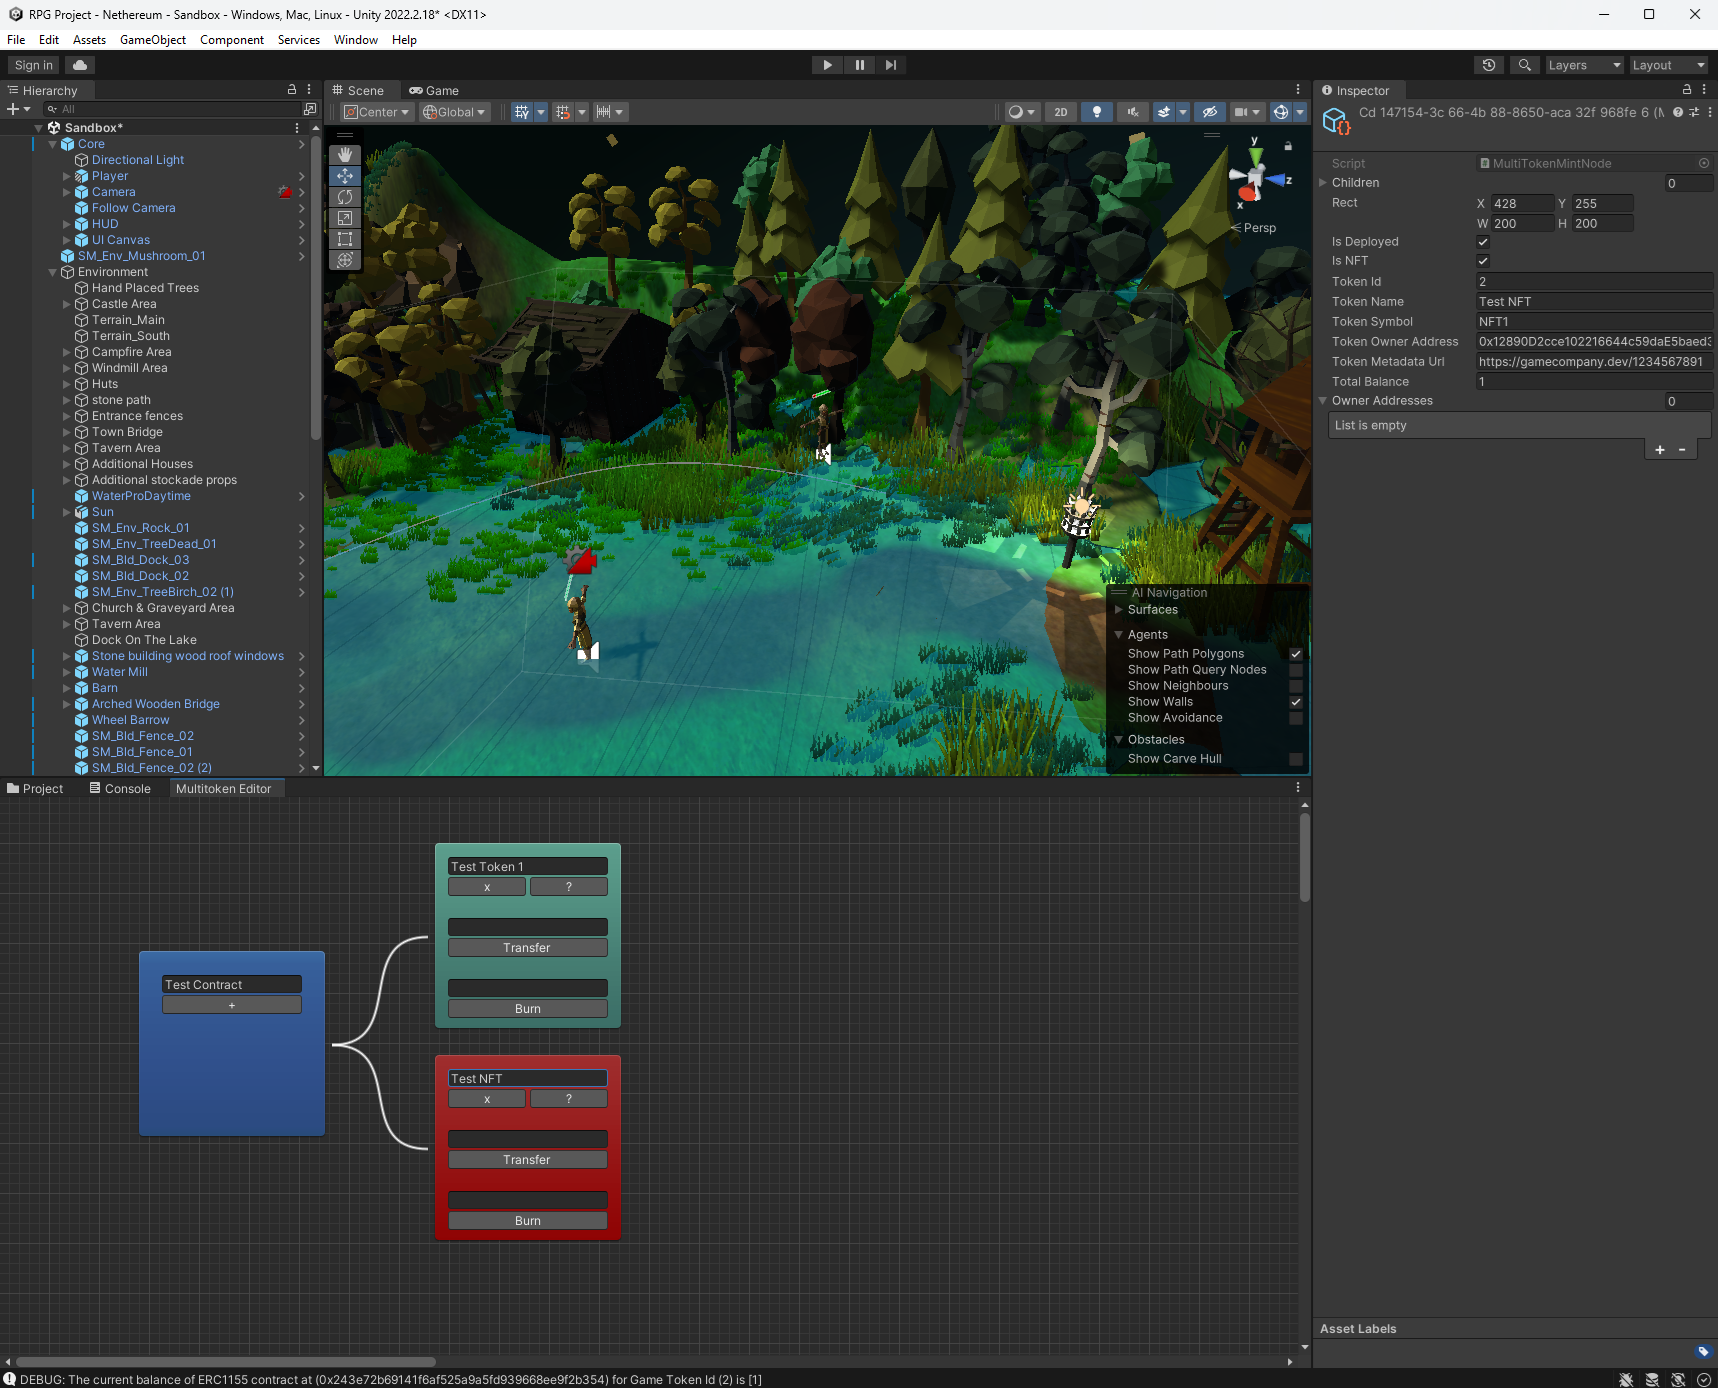 RPG Project - Nethereum - Sandbox - Windows, Mac, Linux - Unity 2022.2.18* <DX11>
File Edit Assets GameObject Component Services Window Help
Sign in
Layers
Layout
Hierarchy
All
Sandbox*
Core
Directional Light
Player
Camera
Follow Camera
HUD
UI Canvas
SM_Env_Mushroom_01
Environment
Hand Placed Trees
Castle Area
Terrain_Main
Terrain_South
Campfire Area
Windmill Area
Huts
stone path
Entrance fences
Town Bridge
Tavern Area
Additional Houses
Additional stockade props
WaterProDaytime
Sun
SM_Env_Rock_01
SM_Env_TreeDead_01
SM_Bld_Dock_03
SM_Bld_Dock_02
SM_Env_TreeBirch_02 (1)
Church & Graveyard Area
Tavern Area
Dock On The Lake
Stone building wood roof windows
Water Mill
Barn
Arched Wooden Bridge
Wheel Barrow
SM_Bld_Fence_02
SM_Bld_Fence_01
SM_Bld_Fence_02 (2)
Scene Game
Center Global
2D
y
z
x
Persp
AI Navigation
Surfaces
Agents
Show Path Polygons
Show Path Query Nodes
Show Neighbours
Show Walls
Show Avoidance
Obstacles
Show Carve Hull
Inspector
Cd 147154-3c 66-4b 88-8650-aca 32f 968fe 6 (M
Script MultiTokenMintNode
Children 0
Rect X 428 Y 255
W 200 H 200
Is Deployed
Is NFT
Token Id 2
Token Name Test NFT
Token Symbol NFT1
Token Owner Address 0x12890D2cce102216644c59daE5baed3
Token Metadata Url https://gamecompany.dev/1234567891
Total Balance 1
Owner Addresses 0
List is empty
+ -
Project Console Multitoken Editor
Test Contract
+
Test Token 1
x ?
Transfer
Burn
Test NFT
x ?
Transfer
Burn
Asset Labels
DEBUG: The current balance of ERC1155 contract at (0x243e72b69141f6af525a9a5fd939668ee9f2b354) for Game Token Id (2) is [1]